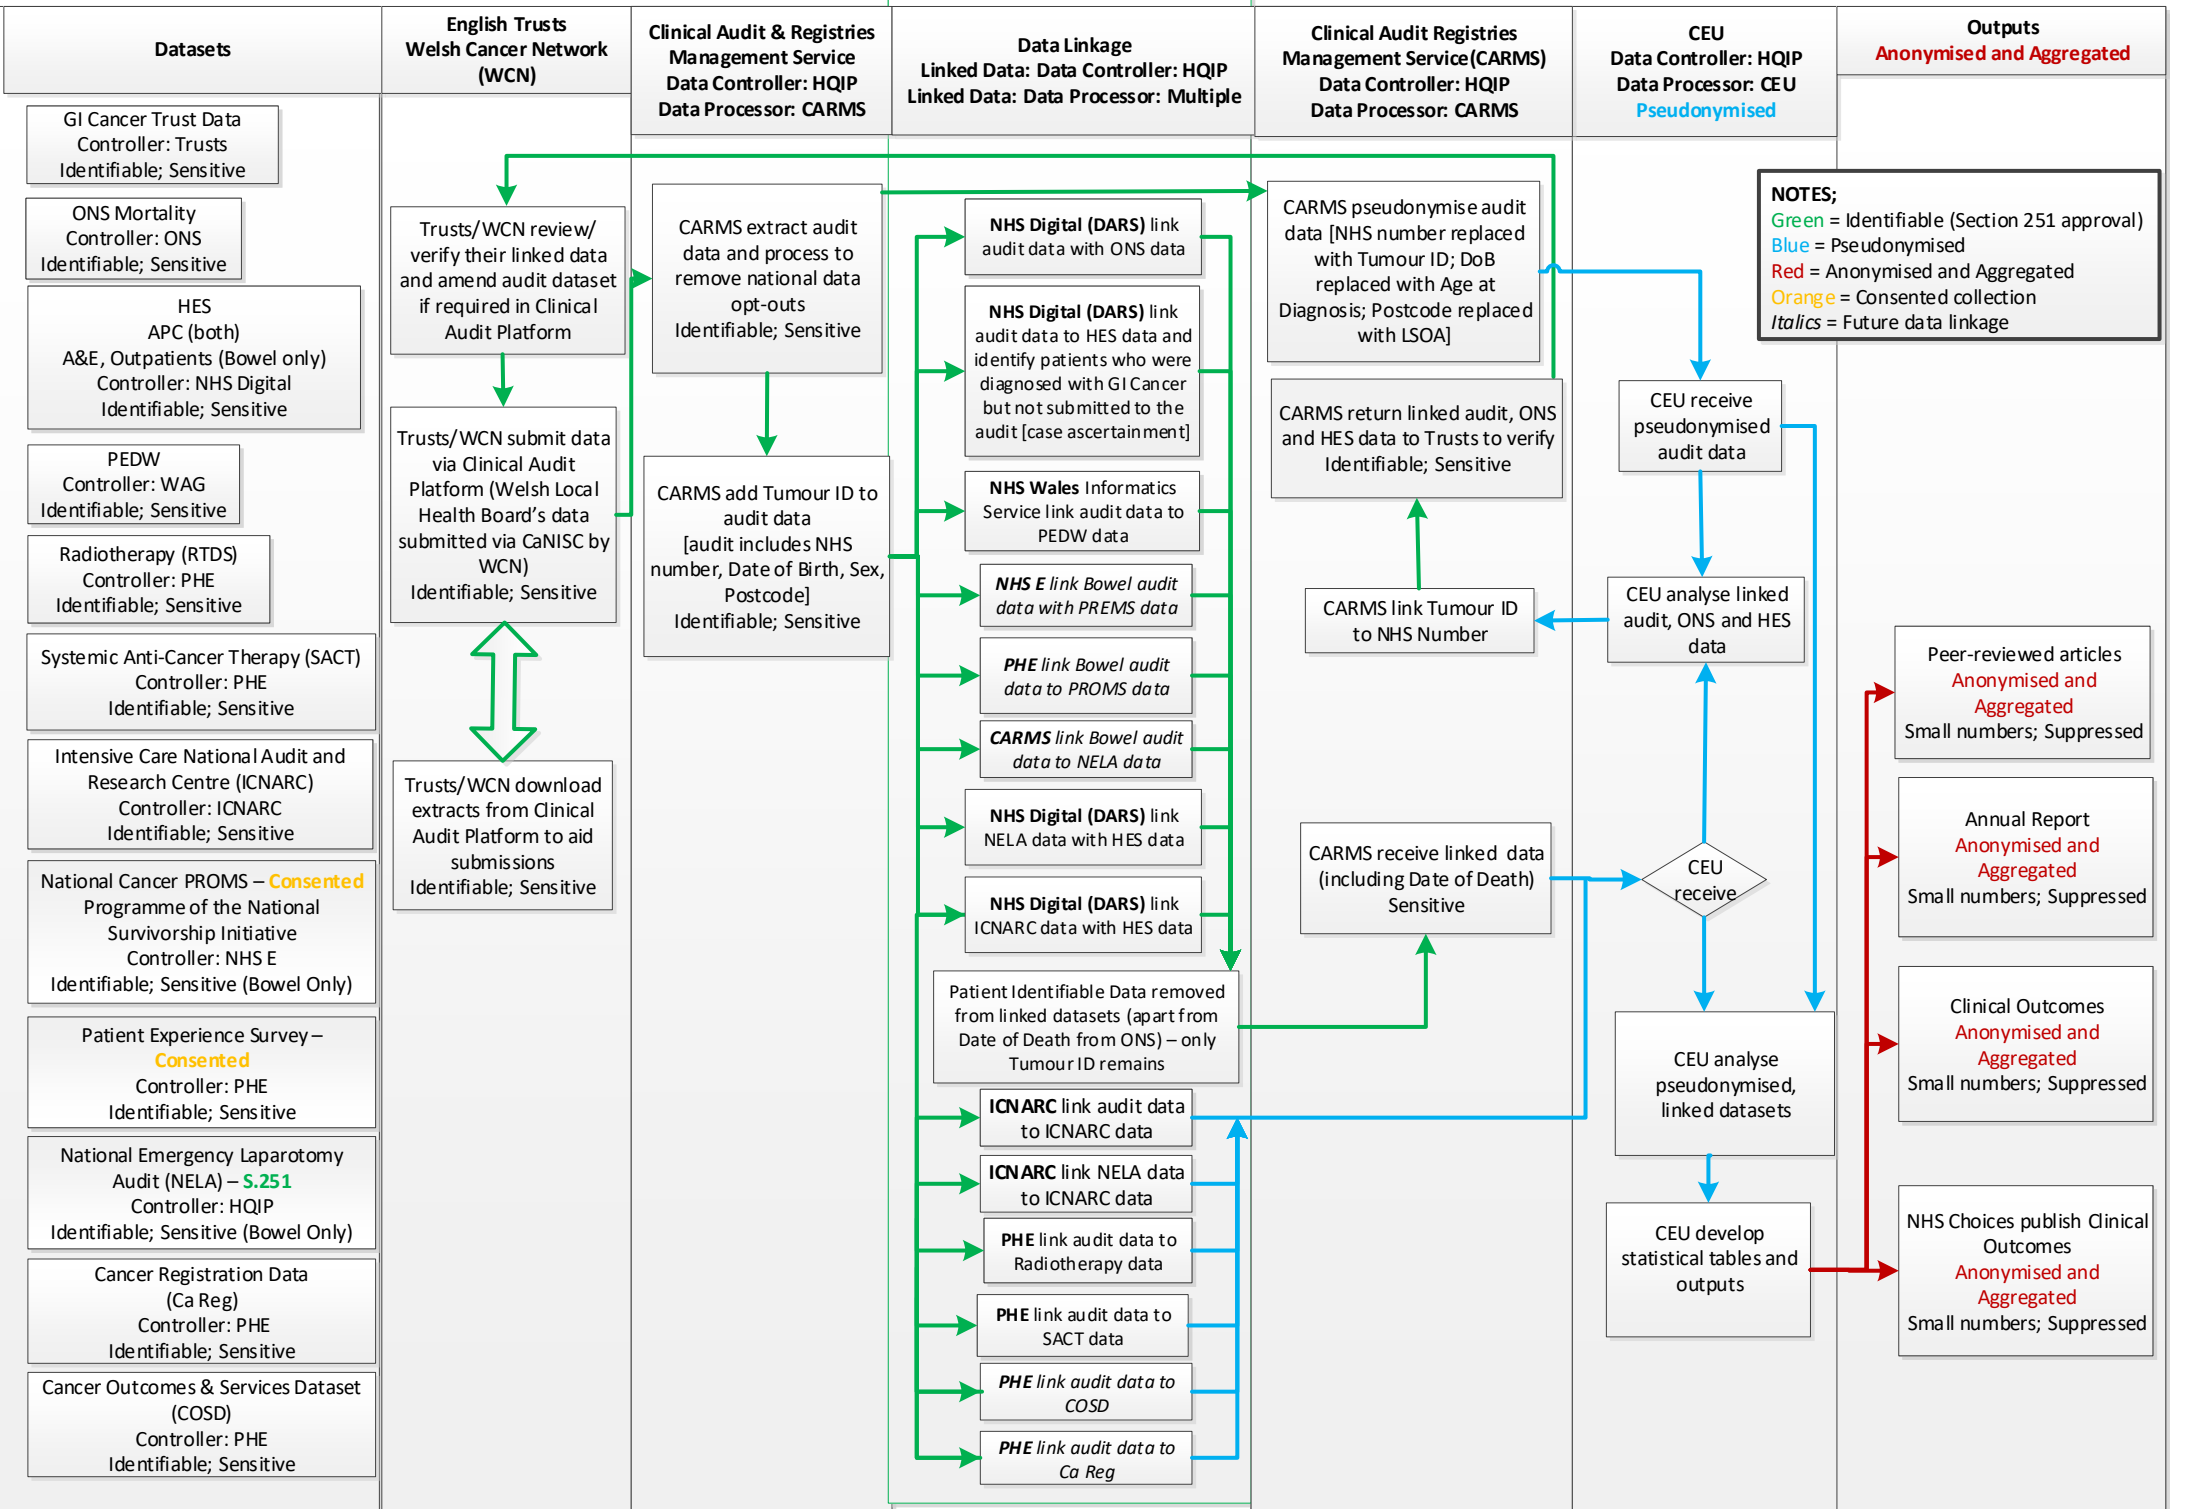 Datasets
English Trusts
Welsh Cancer Network
(WCN)
Clinical Audit & Registries
Management Service
Data Controller: HQIP
Data Processor: CARMS
Data Linkage
Linked Data: Data Controller: HQIP
Linked Data: Data Processor: Multiple
Clinical Audit Registries
Management Service(CARMS)
Data Controller: HQIP
Data Processor: CARMS
CEU
Data Controller: HQIP
Data Processor: CEU
Pseudonymised
Outputs
Anonymised and Aggregated
GI Cancer Trust Data
Controller: Trusts
Identifiable; Sensitive
ONS Mortality
Controller: ONS
Identifiable; Sensitive
HES
APC (both)
A&E, Outpatients (Bowel only)
Controller: NHS Digital
Identifiable; Sensitive
PEDW
Controller: WAG
Identifiable; Sensitive
Radiotherapy (RTDS)
Controller: PHE
Identifiable; Sensitive
Systemic Anti-Cancer Therapy (SACT)
Controller: PHE
Identifiable; Sensitive
Intensive Care National Audit and
Research Centre (ICNARC)
Controller: ICNARC
Identifiable; Sensitive
National Cancer PROMS – Consented
Programme of the National
Survivorship Initiative
Controller: NHS E
Identifiable; Sensitive (Bowel Only)
Patient Experience Survey –
Consented
Controller: PHE
Identifiable; Sensitive
National Emergency Laparotomy
Audit (NELA) – S.251
Controller: HQIP
Identifiable; Sensitive (Bowel Only)
Cancer Registration Data
(Ca Reg)
Controller: PHE
Identifiable; Sensitive
Cancer Outcomes & Services Dataset
(COSD)
Controller: PHE
Identifiable; Sensitive
Trusts/WCN review/
verify their linked data
and amend audit dataset
if required in Clinical
Audit Platform
Trusts/WCN submit data
via Clinical Audit
Platform (Welsh Local
Health Board’s data
submitted via CaNISC by
WCN)
Identifiable; Sensitive
Trusts/WCN download
extracts from Clinical
Audit Platform to aid
submissions
Identifiable; Sensitive
CARMS extract audit
data and process to
remove national data
opt-outs
Identifiable; Sensitive
CARMS add Tumour ID to
audit data
[audit includes NHS
number, Date of Birth, Sex,
Postcode]
Identifiable; Sensitive
NHS Digital (DARS) link
audit data with ONS data
NHS Digital (DARS) link
audit data to HES data and
identify patients who were
diagnosed with GI Cancer
but not submitted to the
audit [case ascertainment]
NHS Wales Informatics
Service link audit data to
PEDW data
NHS E link Bowel audit
data with PREMS data
PHE link Bowel audit
data to PROMS data
CARMS link Bowel audit
data to NELA data
NHS Digital (DARS) link
NELA data with HES data
NHS Digital (DARS) link
ICNARC data with HES data
Patient Identifiable Data removed
from linked datasets (apart from
Date of Death from ONS) – only
Tumour ID remains
ICNARC link audit data
to ICNARC data
ICNARC link NELA data
to ICNARC data
PHE link audit data to
Radiotherapy data
PHE link audit data to
SACT data
PHE link audit data to
COSD
PHE link audit data to
Ca Reg
CARMS pseudonymise audit
data [NHS number replaced
with Tumour ID; DoB
replaced with Age at
Diagnosis; Postcode replaced
with LSOA]
CARMS return linked audit, ONS
and HES data to Trusts to verify
Identifiable; Sensitive
CARMS link Tumour ID
to NHS Number
CARMS receive linked data
(including Date of Death)
Sensitive
CEU receive
pseudonymised
audit data
CEU analyse linked
audit, ONS and HES
data
CEU
receive
CEU analyse
pseudonymised,
linked datasets
CEU develop
statistical tables and
outputs
NOTES;
Green = Identifiable (Section 251 approval)
Blue = Pseudonymised
Red = Anonymised and Aggregated
Orange = Consented collection
Italics = Future data linkage
Peer-reviewed articles
Anonymised and
Aggregated
Small numbers; Suppressed
Annual Report
Anonymised and
Aggregated
Small numbers; Suppressed
Clinical Outcomes
Anonymised and
Aggregated
Small numbers; Suppressed
NHS Choices publish Clinical
Outcomes
Anonymised and
Aggregated
Small numbers; Suppressed